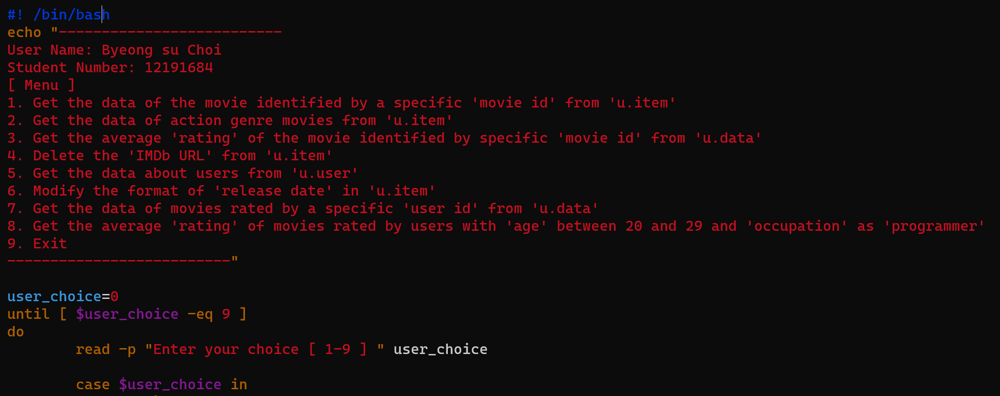 #! /bin/bash
echo "--------------------------
User Name: Byeong su Choi
Student Number: 12191684
[ Menu ]
1. Get the data of the movie identified by a specific 'movie id' from 'u.item'
2. Get the data of action genre movies from 'u.item'
3. Get the average 'rating' of the movie identified by specific 'movie id' from 'u.data'
4. Delete the 'IMDb URL' from 'u.item'
5. Get the data about users from 'u.user'
6. Modify the format of 'release date' in 'u.item'
7. Get the data of movies rated by a specific 'user id' from 'u.data'
8. Get the average 'rating' of movies rated by users with 'age' between 20 and 29 and 'occupation' as 'programmer'
9. Exit
--------------------------"
user_choice=0
until [ $user_choice -eq 9 ]
do
read -p "Enter your choice [ 1-9 ] " user_choice
case $user_choice in